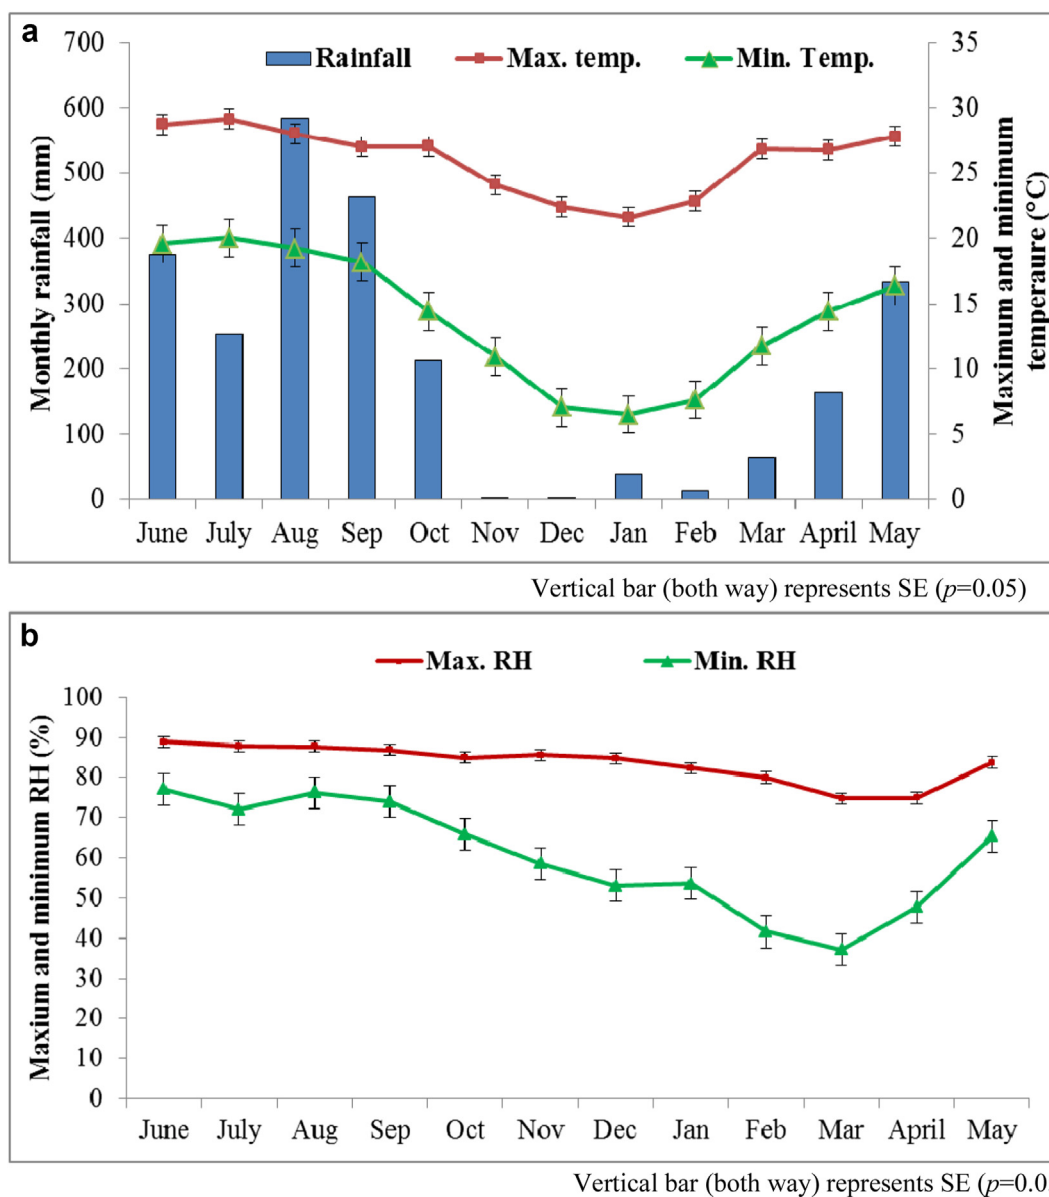 a
Rainfall Max. temp. Min. Temp.
Monthly rainfall (mm)
700
600
500
400
300
200
100
0
35
30
25
20
15
10
5
0
Maximum and minimum
temperaure (°C)
June July Aug Sep Oct Nov Dec Jan Feb Mar April May
Vertical bar (both way) represents SE (p=0.05)
b
Max. RH Min. RH
Maxium and minimum RH (%)
100
90
80
70
60
50
40
30
20
10
0
June July Aug Sep Oct Nov Dec Jan Feb Mar April May
Vertical bar (both way) represents SE (p=0.0